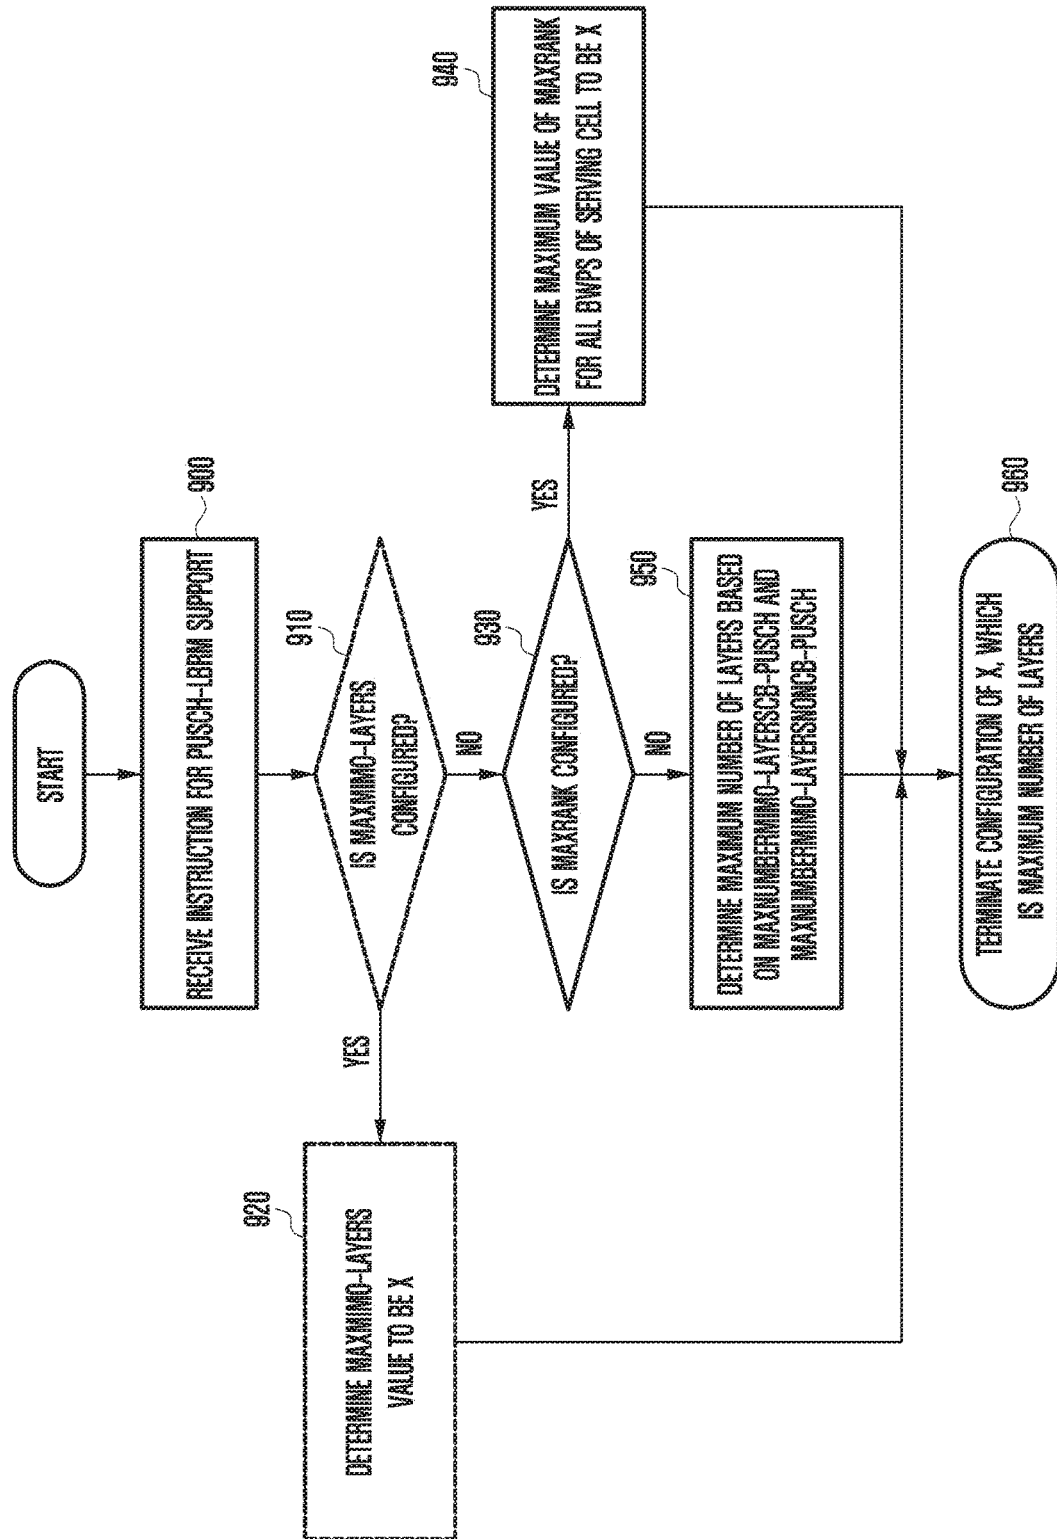 START
RECEIVE INSTRUCTION FOR PUSCH-LBRM SUPPORT
900
IS MAXMIMO-LAYERS
CONFIGURED?
910
YES
NO
DETERMINE MAXMIMO-LAYERS
VALUE TO BE X
920
IS MAXRANK CONFIGURED?
930
YES
NO
DETERMINE MAXIMUM VALUE OF MAXRANK
FOR ALL BWPS OF SERVING CELL TO BE X
940
DETERMINE MAXIMUM NUMBER OF LAYERS BASED
ON MAXNUMBERMIMO-LAYERSCB-PUSCH AND
MAXNUMBERMIMO-LAYERSNONCB-PUSCH
950
TERMINATE CONFIGURATION OF X, WHICH
IS MAXIMUM NUMBER OF LAYERS
960